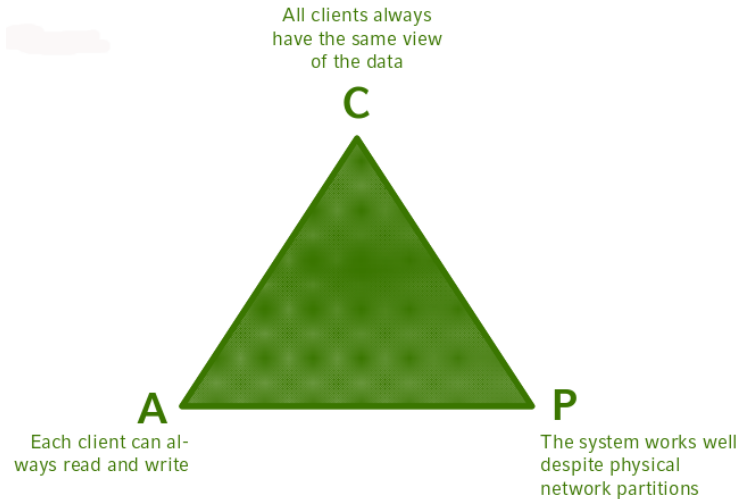 All clients always
have the same view
of the data
C
A
Each client can al-
ways read and write
P
The system works well
despite physical
network partitions